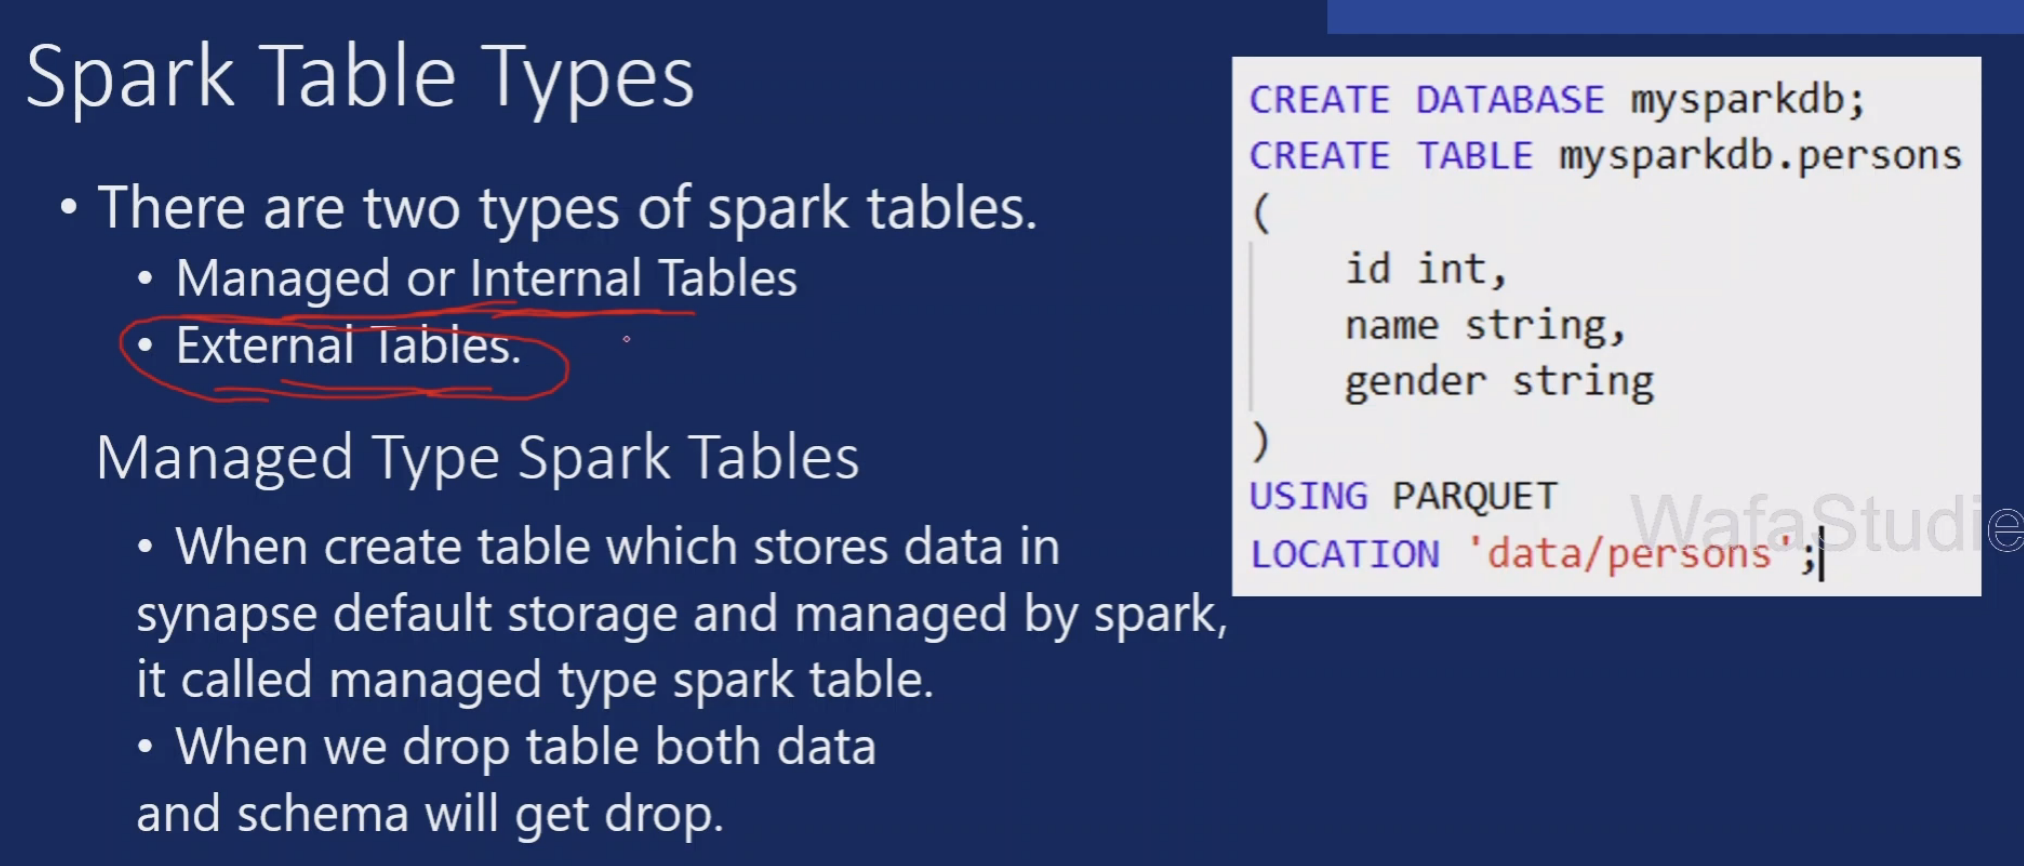 Spark Table Types
• There are two types of spark tables.
• Managed or Internal Tables
• External Tables.
Managed Type Spark Tables
• When create table which stores data in
synapse default storage and managed by spark,
it called managed type spark table.
• When we drop table both data
and schema will get drop.
CREATE DATABASE mysparkdb;
CREATE TABLE mysparkdb.persons
(
id int,
name string,
gender string
)
USING PARQUET
LOCATION 'data/persons';
WafaStudie